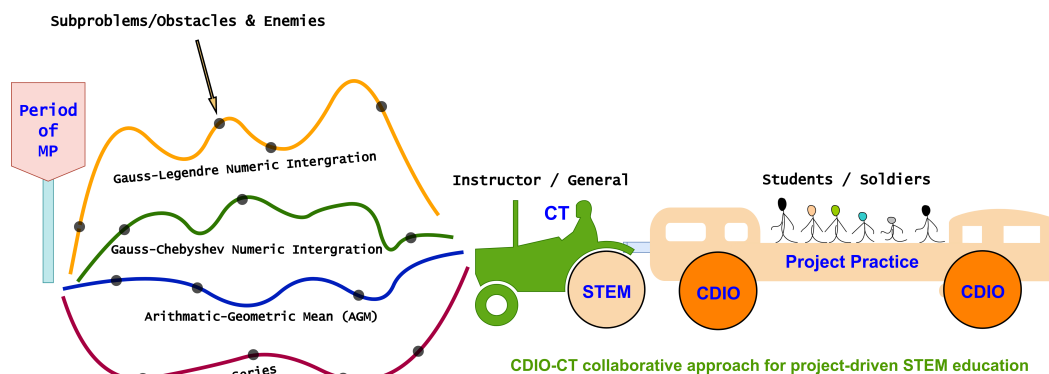 Subproblems/Obstacles & Enemies
Period
of
MP
Gauss-Legendre Numeric Intergration
Instructor / General
Students / Soldiers
CT
Gauss-Chebyshev Numeric Intergration
Project Practice
STEM
CDIO
CDIO
Arithmatic-Geometric Mean (AGM)
CDIO-CT collaborative approach for project-driven STEM education